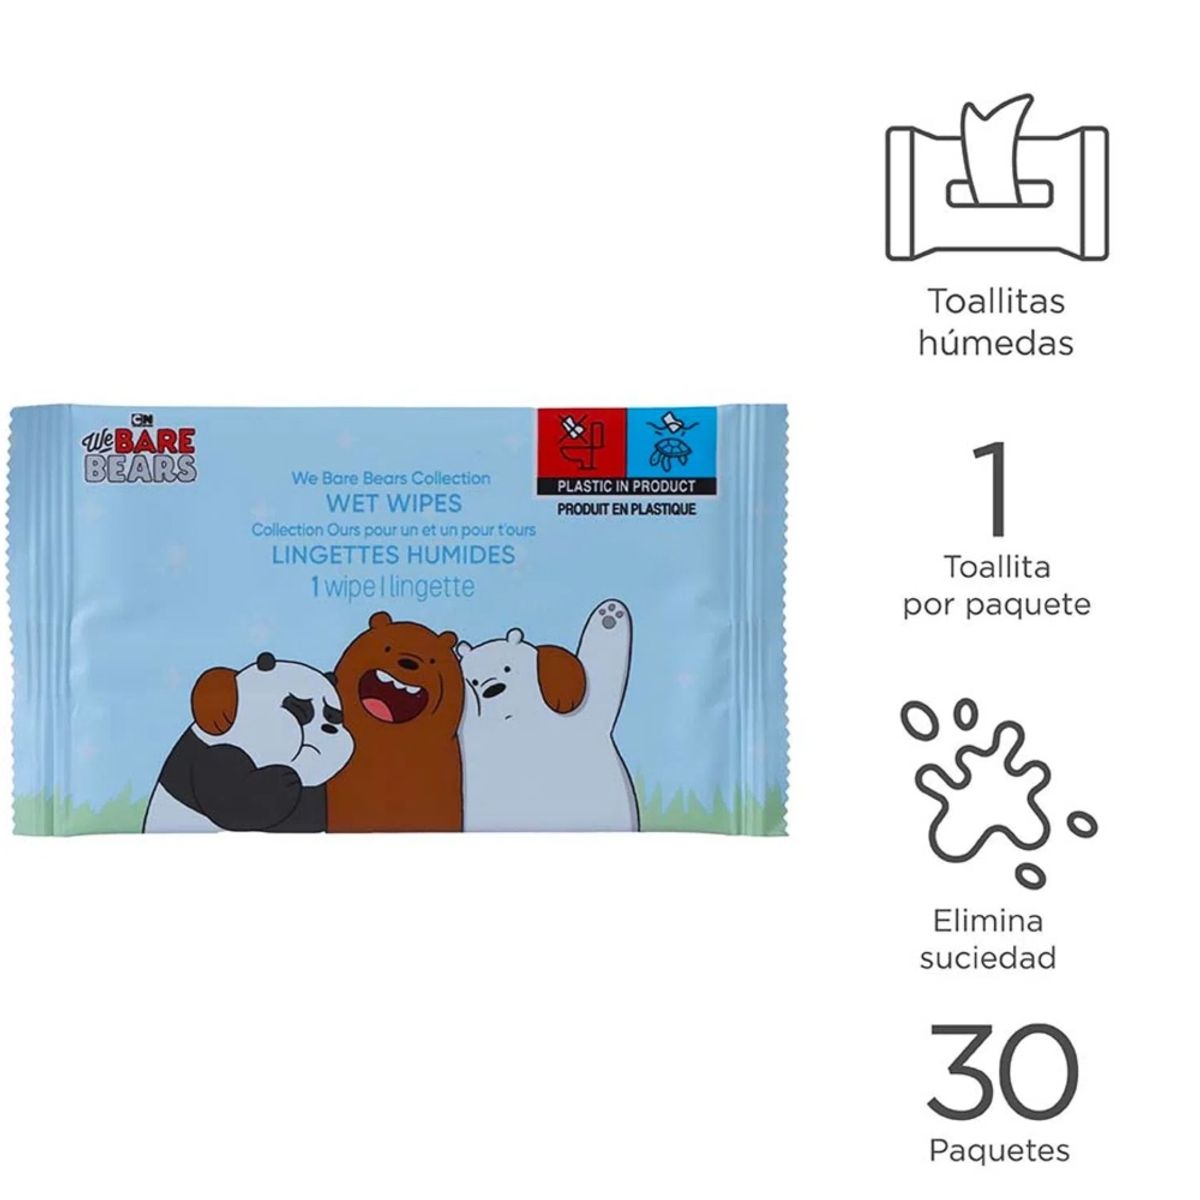 CN
We BARE
BEARS
We Bare Bears Collection
WET WIPES
Collection Ours pour un et un pour t'ours
LINGETTES HUMIDES
1 wipe | lingette
PLASTIC IN PRODUCT
PRODUIT EN PLASTIQUE
Toallitas
húmedas
1
Toallita
por paquete
Elimina
suciedad
30
Paquetes